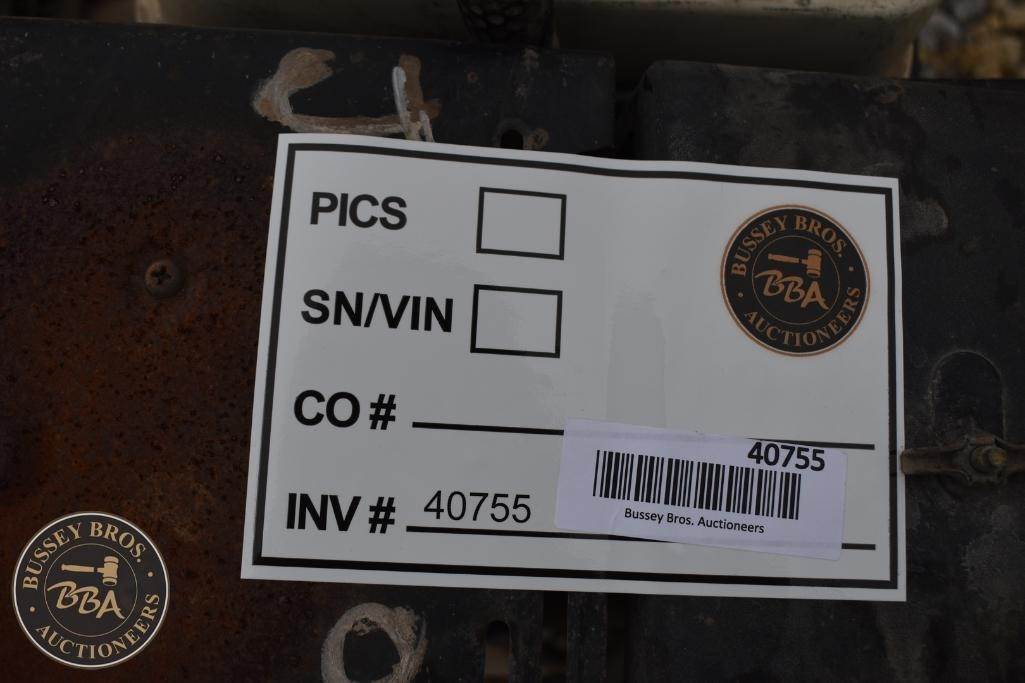 PICS
BUSSEY BROS.
BBA
AUCTIONEERS
SN/VIN
CO #
40755
Bussey Bros. Auctioneers
INV # 40755
BUSSEY BROS.
BBA
AUCTIONEERS